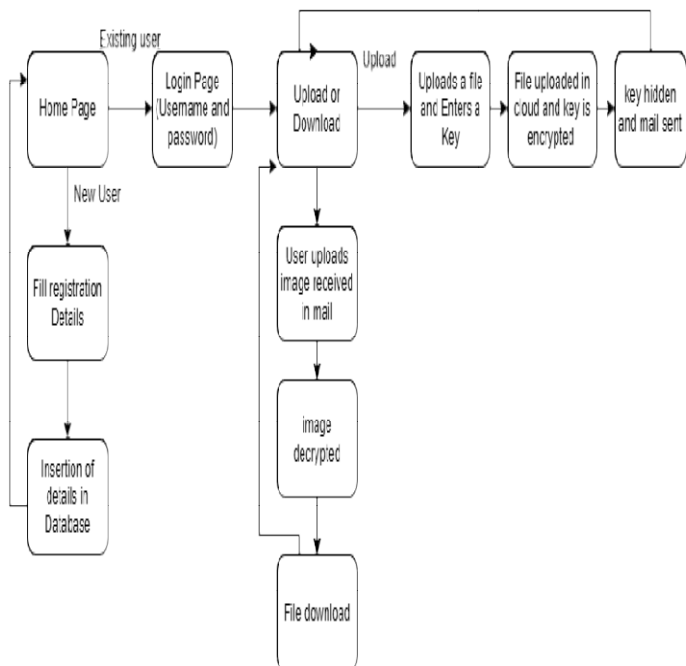 Existing user
Home Page
Login Page
(Username and
password)
Upload or
Download
Upload
Uploads a file
and Enters a
Key
File uploaded in
cloud and key is
encrypted
key hidden
and mail sent
New User
Fill registration
Details
Insertion of
details in
Database
User uploads
image received
in mail
image
decrypted
File download